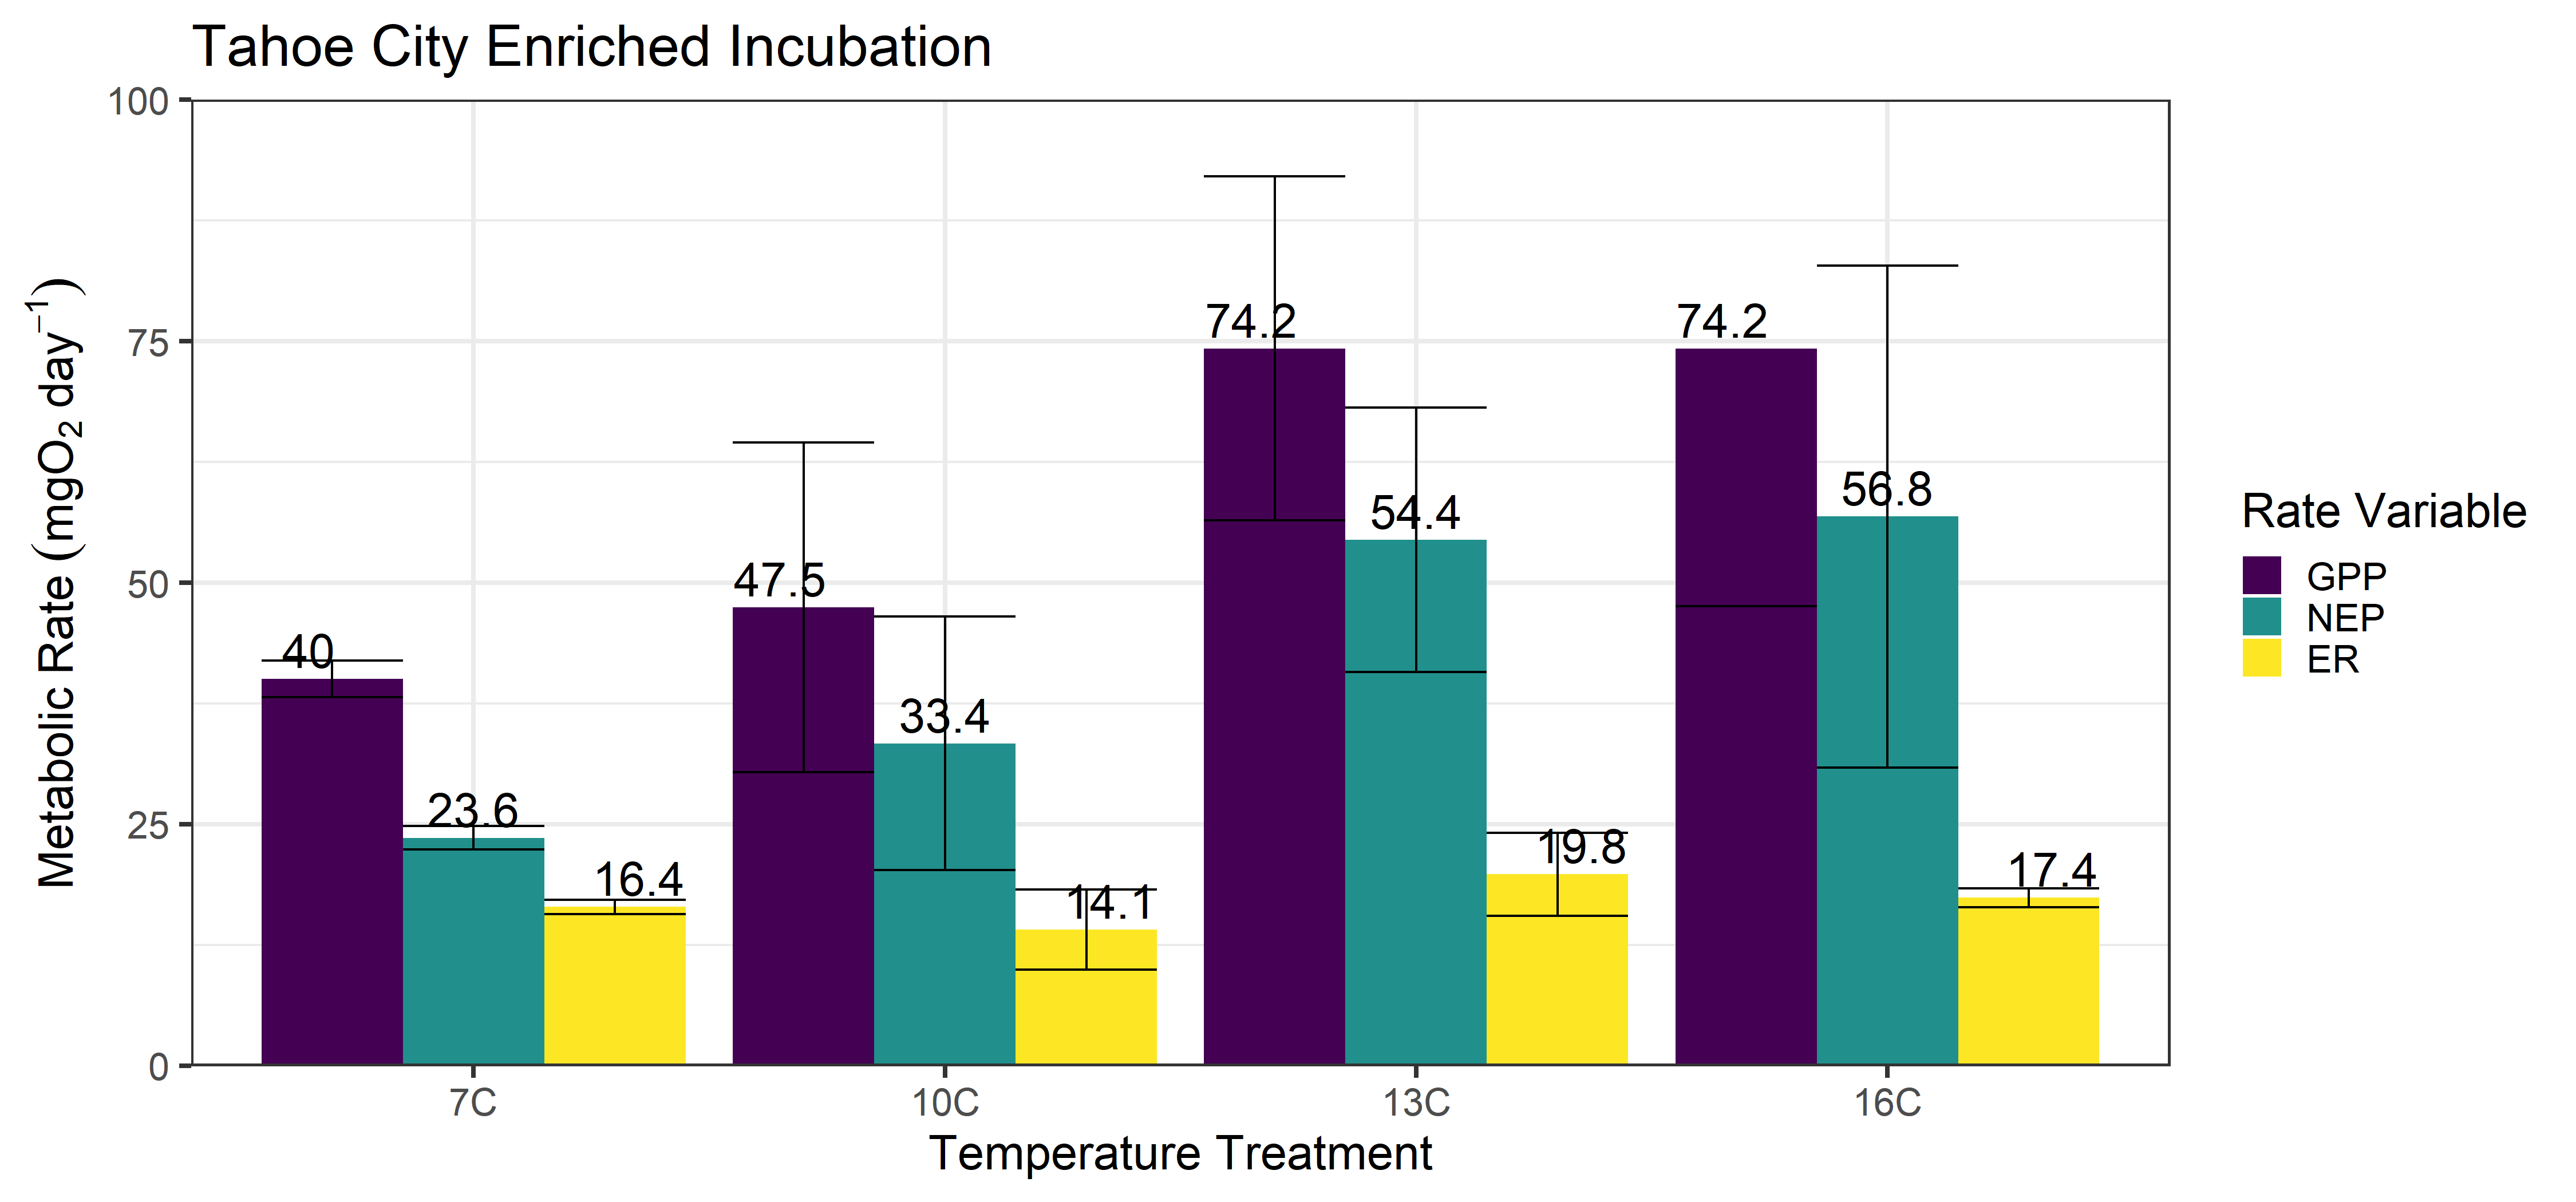 Tahoe City Enriched Incubation
Metabolic Rate (mgO₂ day⁻¹)
100
75
50
25
0
40
23.6
16.4
47.5
33.4
14.1
74.2
54.4
19.8
74.2
56.8
17.4
7C
10C
13C
16C
Temperature Treatment
Rate Variable
GPP
NEP
ER